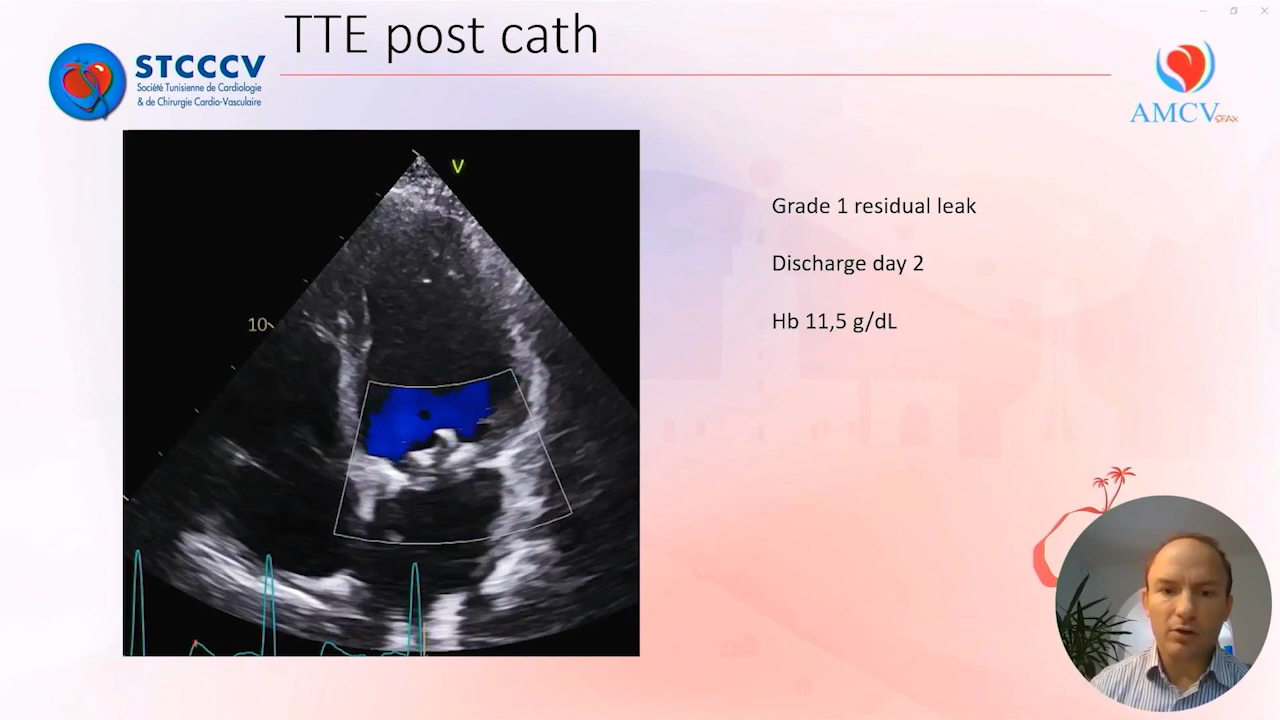 TTE post cath
STCCCV
Société Tunisienne de Cardiologie
& de Chirurgie Cardio-Vasculaire
AMCV SFAX
V
10
Grade 1 residual leak
Discharge day 2
Hb 11,5 g/dL